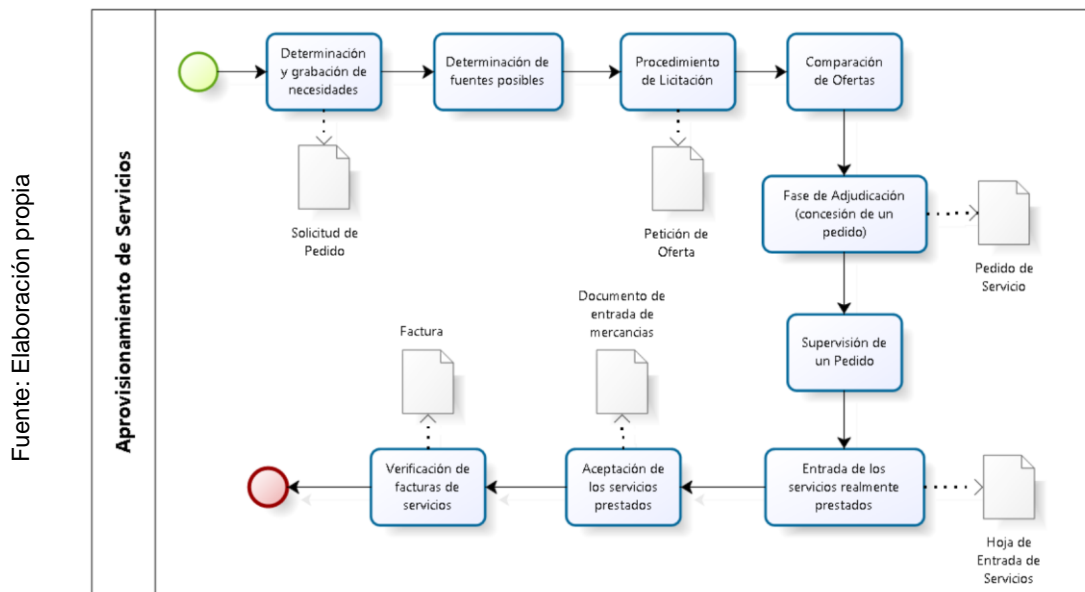 Fuente: Elaboración propia
Aprovisionamiento de Servicios
Determinación
y grabación de
necesidades
Determinación de
fuentes posibles
Procedimiento
de Licitación
Comparación
de Ofertas
Solicitud de
Pedido
Petición de
Oferta
Fase de Adjudicación
(concesión de un
pedido)
Pedido de
Servicio
Supervisión de
un Pedido
Entrada de los
servicios realmente
prestados
Hoja de
Entrada de
Servicios
Documento de
entrada de
mercancias
Aceptación de
los servicios
prestados
Factura
Verificación de
facturas de
servicios